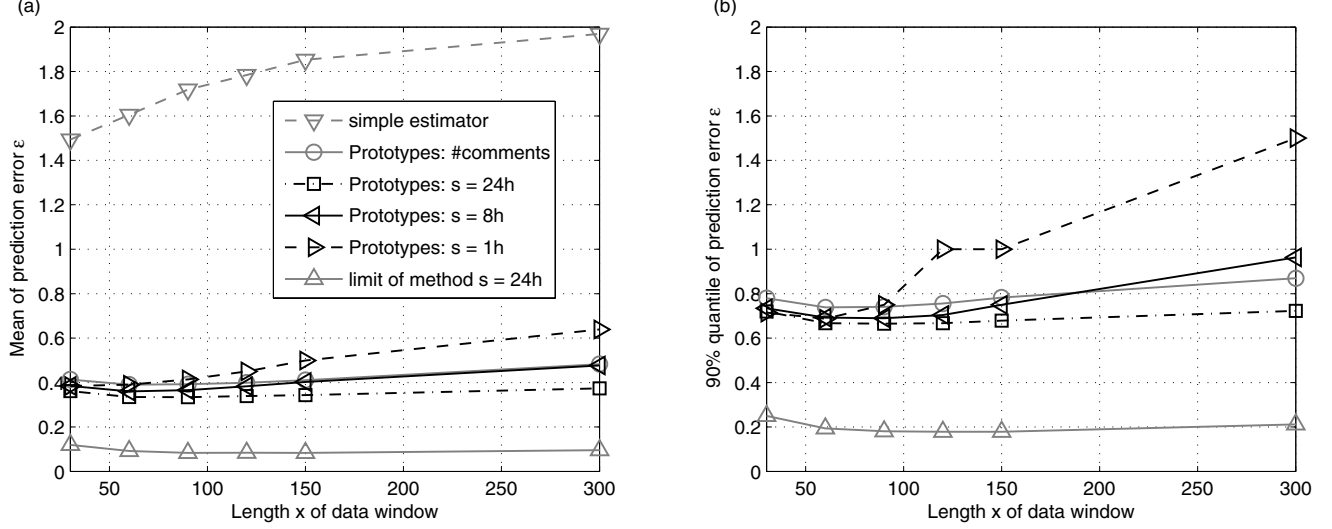 (a)
Mean of prediction error ε
2
1.8
1.6
1.4
1.2
1
0.8
0.6
0.4
0.2
0
simple estimator
Prototypes: #comments
Prototypes: s = 24h
Prototypes: s = 8h
Prototypes: s = 1h
limit of method s = 24h
50 100 150 200 250 300
Length x of data window
(b)
90% quantile of prediction error ε
2
1.8
1.6
1.4
1.2
1
0.8
0.6
0.4
0.2
0
50 100 150 200 250 300
Length x of data window